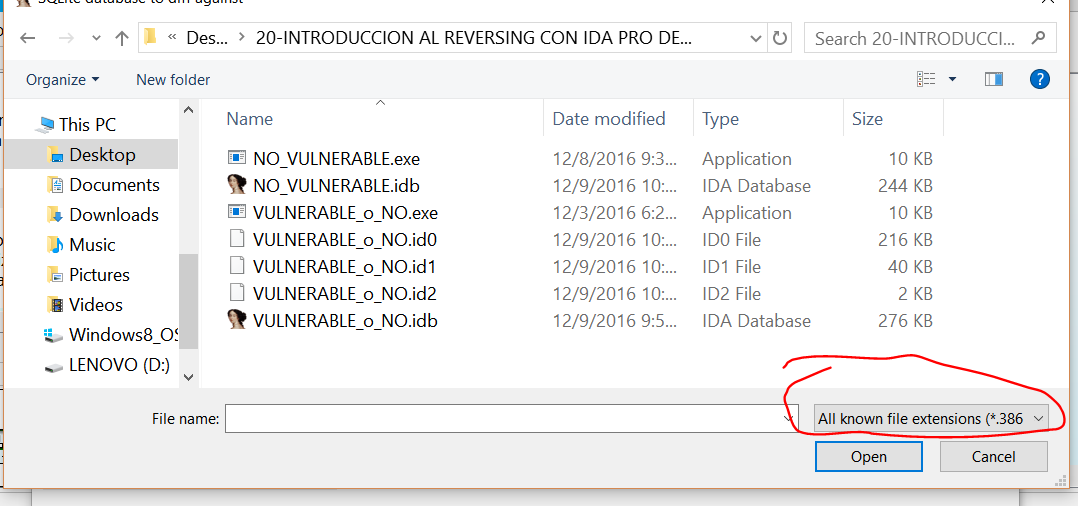 SQLite database to diff against
« Des... › 20-INTRODUCCION AL REVERSING CON IDA PRO DE...
Search 20-INTRODUCCI...
Organize
New folder
Name Date modified Type Size
This PC
Desktop
Documents
Downloads
Music
Pictures
Videos
Windows8_OS
LENOVO (D:)
NO_VULNERABLE.exe 12/8/2016 9:3... Application 10 KB
NO_VULNERABLE.idb 12/9/2016 10:... IDA Database 244 KB
VULNERABLE_o_NO.exe 12/3/2016 6:2... Application 10 KB
VULNERABLE_o_NO.id0 12/9/2016 10:... ID0 File 216 KB
VULNERABLE_o_NO.id1 12/9/2016 10:... ID1 File 40 KB
VULNERABLE_o_NO.id2 12/9/2016 10:... ID2 File 2 KB
VULNERABLE_o_NO.idb 12/9/2016 9:5... IDA Database 276 KB
File name:
All known file extensions (*.386
Open
Cancel